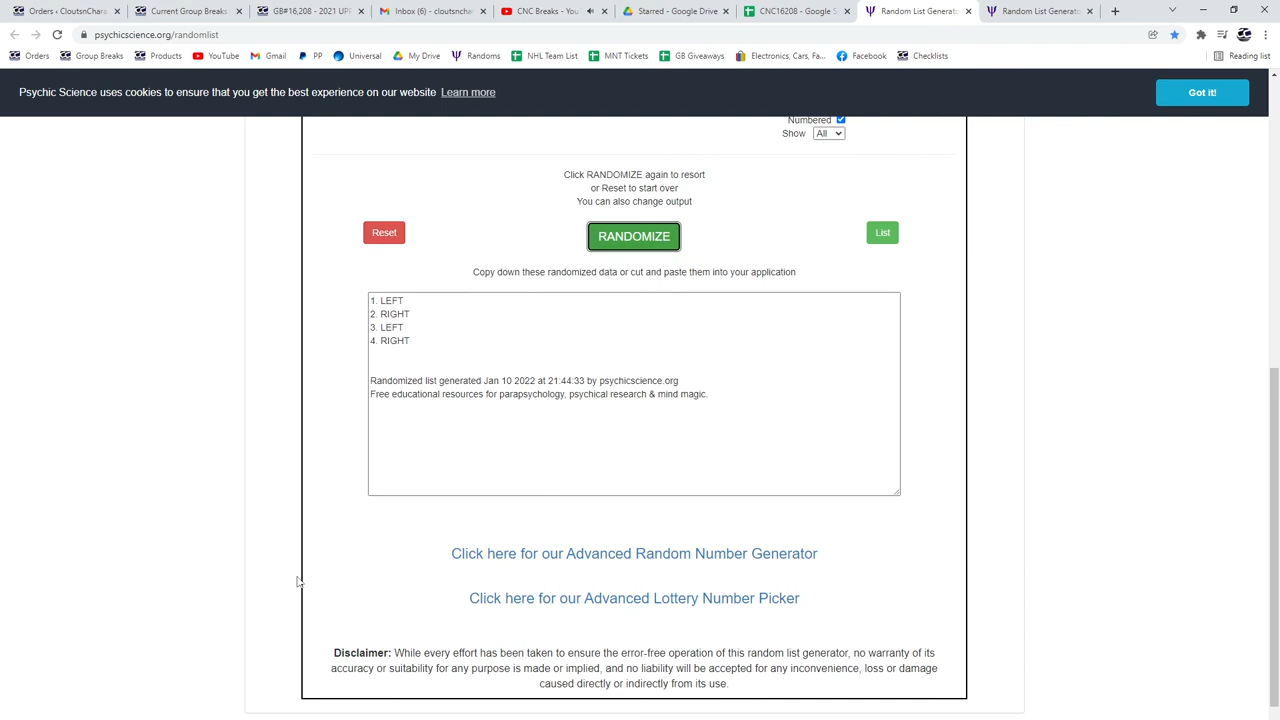 Orders ‹ CloutsnChara
Current Group Breaks
GB#16,208 - 2021 UPP
Inbox (6) - cloutsnch
CNC Breaks - You
Starred - Google Drive
CNC16208 - Google S
Random List Generato
Random List Generato
psychicscience.org/randomlist
Orders
Group Breaks
Products
YouTube
Gmail
PP
Universal
My Drive
Randoms
NHL Team List
MNT Tickets
GB Giveaways
Electronics, Cars, Fa...
Facebook
Checklists
Reading list
Psychic Science uses cookies to ensure that you get the best experience on our website Learn more
Got it!
Numbered
Show All
Click RANDOMIZE again to resort
or Reset to start over
You can also change output
Reset
RANDOMIZE
List
Copy down these randomized data or cut and paste them into your application
1. LEFT
2. RIGHT
3. LEFT
4. RIGHT
Randomized list generated Jan 10 2022 at 21:44:33 by psychicscience.org
Free educational resources for parapsychology, psychical research & mind magic.
Click here for our Advanced Random Number Generator
Click here for our Advanced Lottery Number Picker
Disclaimer: While every effort has been taken to ensure the error-free operation of this random list generator, no warranty of its
accuracy or suitability for any purpose is made or implied, and no liability will be accepted for any inconvenience, loss or damage
caused directly or indirectly from its use.